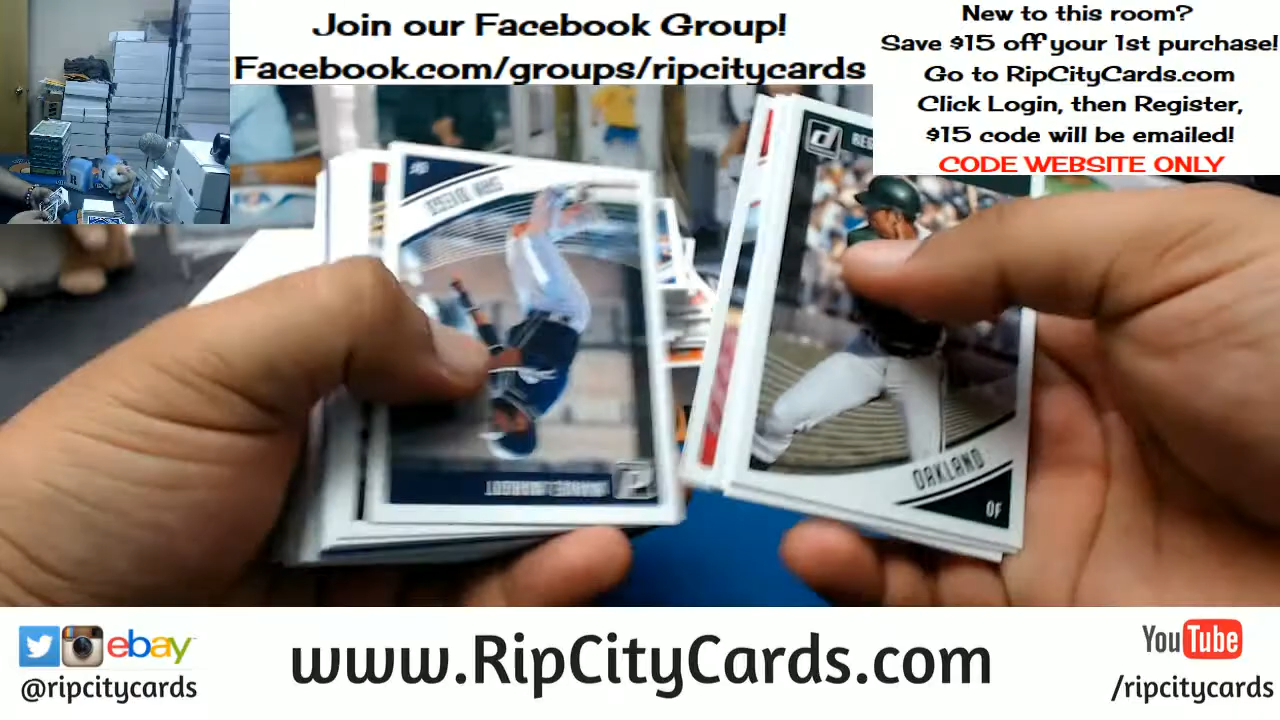 Join our Facebook Group!
Facebook.com/groups/ripcitycards
New to this room?
Save $15 off your 1st purchase!
Go to RipCityCards.com
Click Login, then Register,
$15 code will be emailed!
CODE WEBSITE ONLY
SAN DIEGO
MANUEL MARGOT
OAKLAND
OF
ebay
@ripcitycards
www.RipCityCards.com
YouTube
/ripcitycards